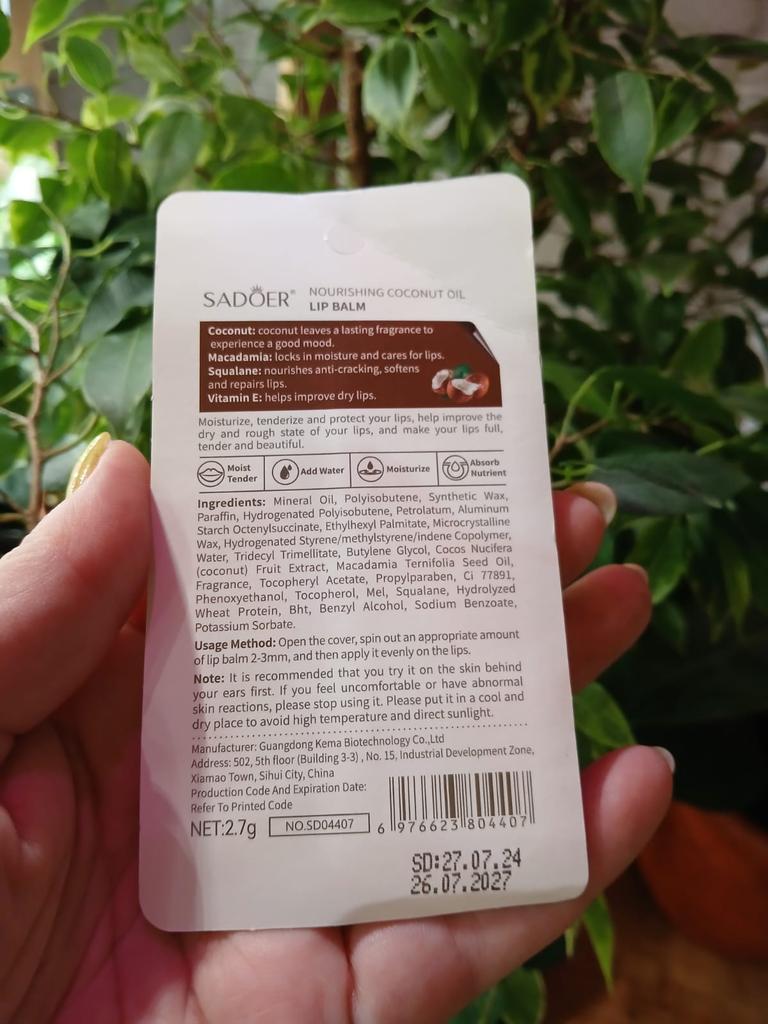 SADOER® NOURISHING COCONUT OIL
LIP BALM
Coconut: coconut leaves a lasting fragrance to
experience a good mood.
Macadamia: locks in moisture and cares for lips.
Squalane: nourishes anti-cracking, softens
and repairs lips.
Vitamin E: helps improve dry lips.
Moisturize, tenderize and protect your lips, help improve the
dry and rough state of your lips, and make your lips full,
tender and beautiful.
Moist
Tender
Add Water
Moisturize
Absorb
Nutrient
Ingredients: Mineral Oil, Polyisobutene, Synthetic Wax,
Paraffin, Hydrogenated Polyisobutene, Petrolatum, Aluminum
Starch Octenylsuccinate, Ethylhexyl Palmitate, Microcrystalline
Wax, Hydrogenated Styrene/methylstyrene/indene Copolymer,
Water, Tridecyl Trimellitate, Butylene Glycol, Cocos Nucifera
(coconut) Fruit Extract, Macadamia Ternifolia Seed Oil,
Fragrance, Tocopheryl Acetate, Propylparaben, Ci 77891,
Phenoxyethanol, Tocopherol, Mel, Squalane, Hydrolyzed
Wheat Protein, Bht, Benzyl Alcohol, Sodium Benzoate,
Potassium Sorbate.
Usage Method: Open the cover, spin out an appropriate amount
of lip balm 2-3mm, and then apply it evenly on the lips.
Note: It is recommended that you try it on the skin behind
your ears first. If you feel uncomfortable or have abnormal
skin reactions, please stop using it. Please put it in a cool and
dry place to avoid high temperature and direct sunlight.
Manufacturer: Guangdong Kema Biotechnology Co.,Ltd
Address: 502, 5th floor (Building 3-3) , No. 15, Industrial Development Zone,
Xiamao Town, Sihui City, China
Production Code And Expiration Date:
Refer To Printed Code
NET:2.7g
NO.SD04407
6 976623 804407
SD:27.07.24
26.07.2027